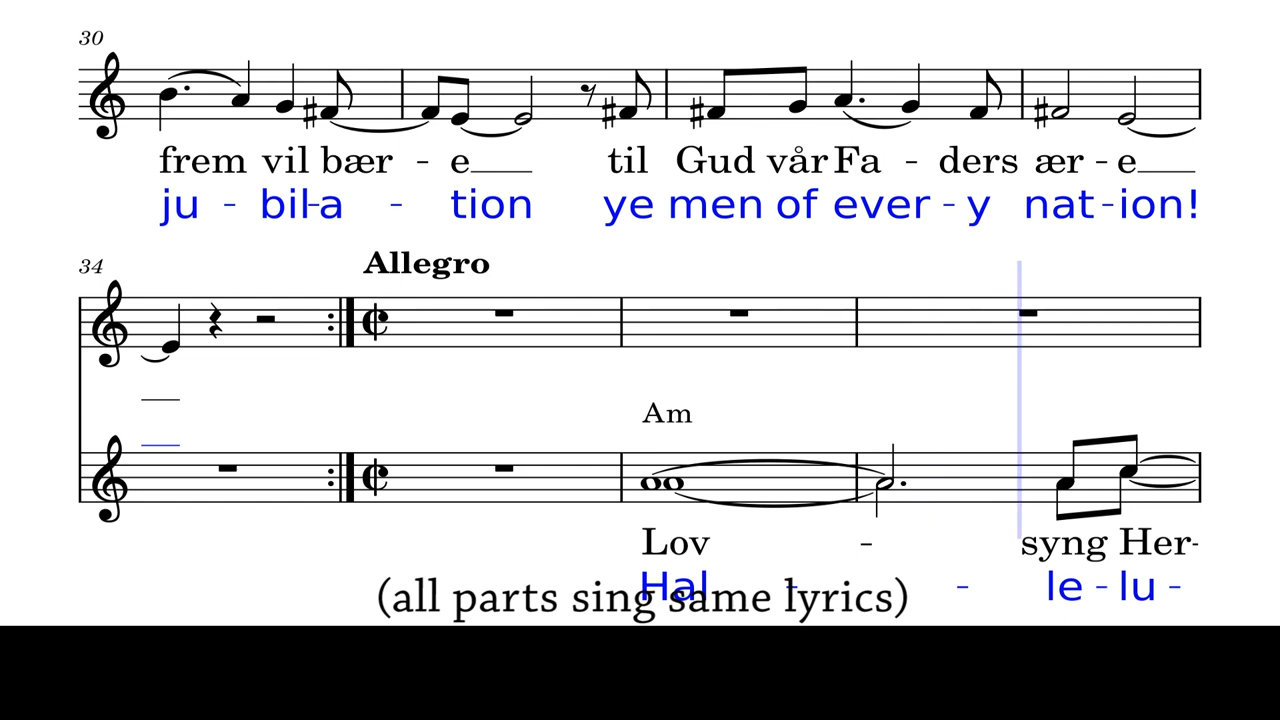 30
frem vil bær - e til Gud vår Fa - ders ær - e
ju - bil-a - tion ye men of ever - y nat-ion!
34
Allegro
Am
Lov - syng Her-
Hal - - le - lu -
(all parts sing same lyrics)